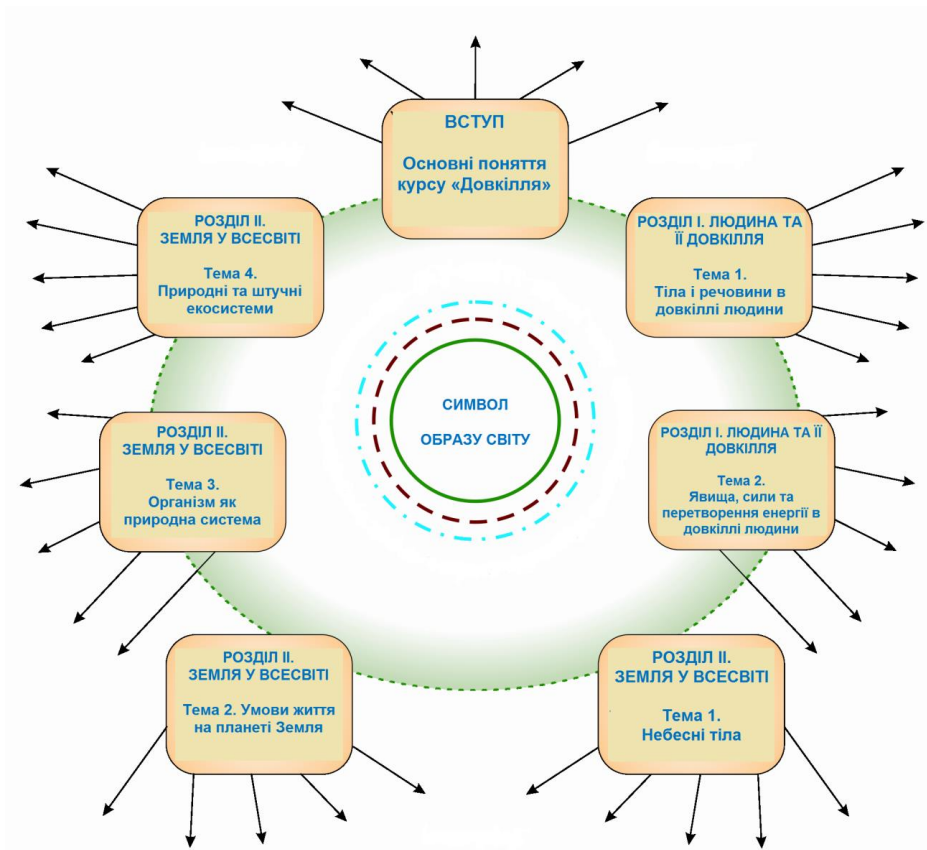 ВСТУП
Основні поняття
курсу «Довкілля»
РОЗДІЛ І. ЛЮДИНА ТА
ЇЇ ДОВКІЛЛЯ
Тема 1.
Тіла і речовини в
довкіллі людини
РОЗДІЛ І. ЛЮДИНА ТА ЇЇ
ДОВКІЛЛЯ
Тема 2.
Явища, сили та
перетворення енергії в
довкіллі людини
РОЗДІЛ ІІ.
ЗЕМЛЯ У ВСЕСВІТІ
Тема 1.
Небесні тіла
РОЗДІЛ ІІ.
ЗЕМЛЯ У ВСЕСВІТІ
Тема 2. Умови життя
на планеті Земля
РОЗДІЛ ІІ.
ЗЕМЛЯ У ВСЕСВІТІ
Тема 3.
Організм як
природна система
РОЗДІЛ ІІ.
ЗЕМЛЯ У ВСЕСВІТІ
Тема 4.
Природні та штучні
екосистеми
СИМВОЛ
ОБРАЗУ СВІТУ